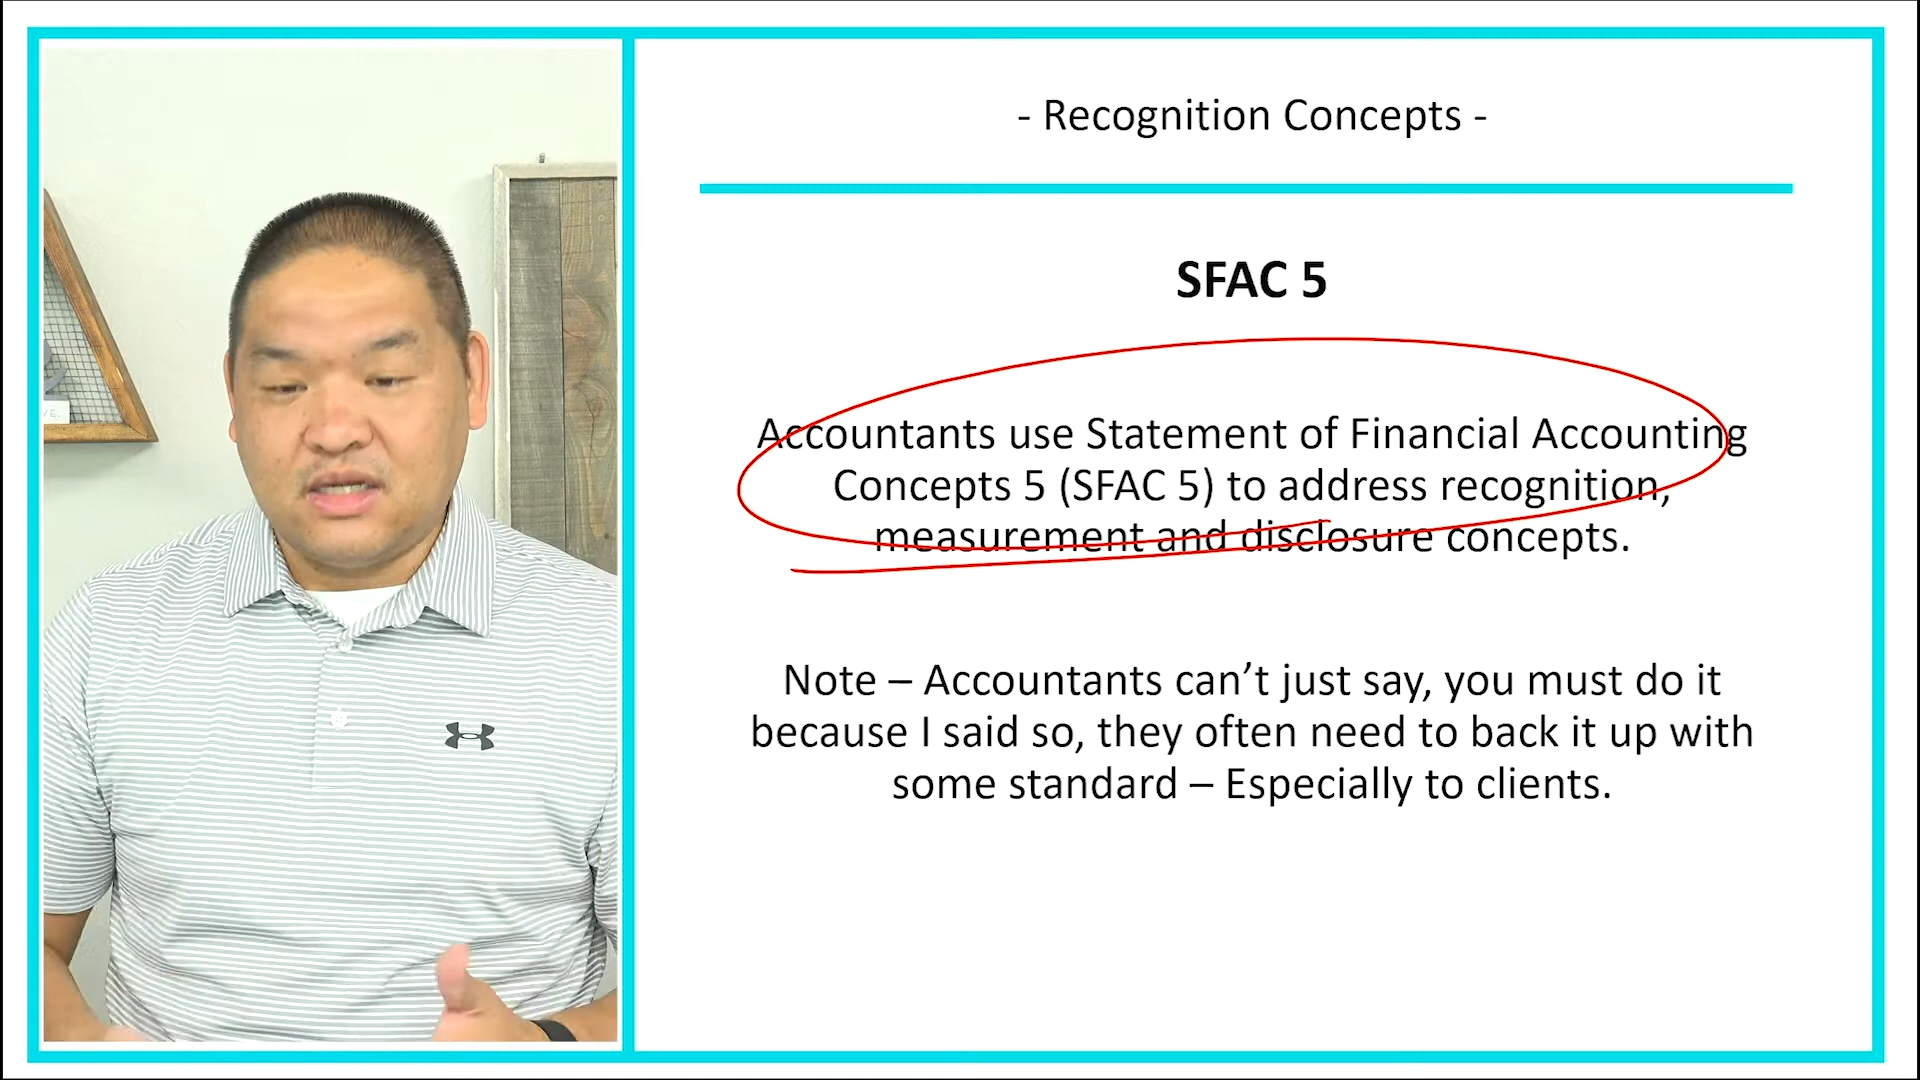 - Recognition Concepts -
SFAC 5
Accountants use Statement of Financial Accounting
Concepts 5 (SFAC 5) to address recognition,
measurement and disclosure concepts.
Note – Accountants can’t just say, you must do it
because I said so, they often need to back it up with
some standard – Especially to clients.
VE.